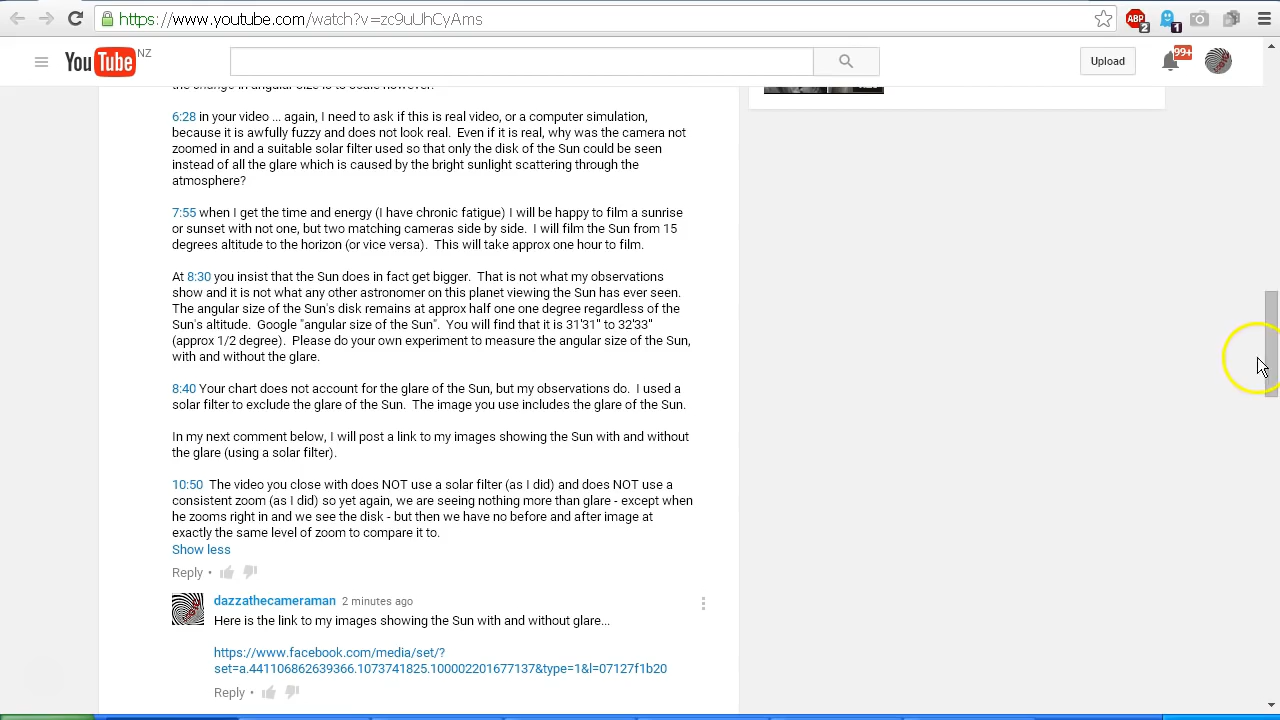 https://www.youtube.com/watch?v=zc9uUhCyAms
ABP
2
1
YouTube NZ
Upload
99+
the change in angular size is to scale however.
6:28 in your video ... again, I need to ask if this is real video, or a computer simulation,
because it is awfully fuzzy and does not look real.  Even if it is real, why was the camera not
zoomed in and a suitable solar filter used so that only the disk of the Sun could be seen
instead of all the glare which is caused by the bright sunlight scattering through the
atmosphere?
7:55 when I get the time and energy (I have chronic fatigue) I will be happy to film a sunrise
or sunset with not one, but two matching cameras side by side.  I will film the Sun from 15
degrees altitude to the horizon (or vice versa).  This will take approx one hour to film.
At 8:30 you insist that the Sun does in fact get bigger.  That is not what my observations
show and it is not what any other astronomer on this planet viewing the Sun has ever seen.
The angular size of the Sun's disk remains at approx half one one degree regardless of the
Sun's altitude.  Google "angular size of the Sun".  You will find that it is 31'31" to 32'33"
(approx 1/2 degree).  Please do your own experiment to measure the angular size of the Sun,
with and without the glare.
8:40 Your chart does not account for the glare of the Sun, but my observations do.  I used a
solar filter to exclude the glare of the Sun.  The image you use includes the glare of the Sun.
In my next comment below, I will post a link to my images showing the Sun with and without
the glare (using a solar filter).
10:50  The video you close with does NOT use a solar filter (as I did) and does NOT use a
consistent zoom (as I did) so yet again, we are seeing nothing more than glare - except when
he zooms right in and we see the disk - but then we have no before and after image at
exactly the same level of zoom to compare it to.
Show less
Reply •
dazzathecameraman 2 minutes ago
Here is the link to my images showing the Sun with and without glare...
https://www.facebook.com/media/set/?
set=a.441106862639366.1073741825.100002201677137&type=1&l=07127f1b20
Reply •